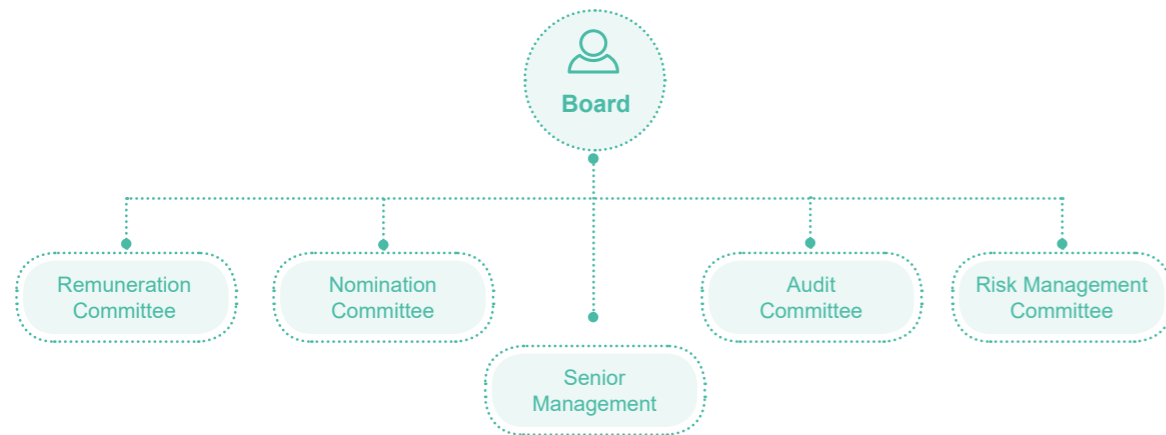 Board
Remuneration
Committee
Nomination
Committee
Audit
Committee
Risk Management
Committee
Senior
Management